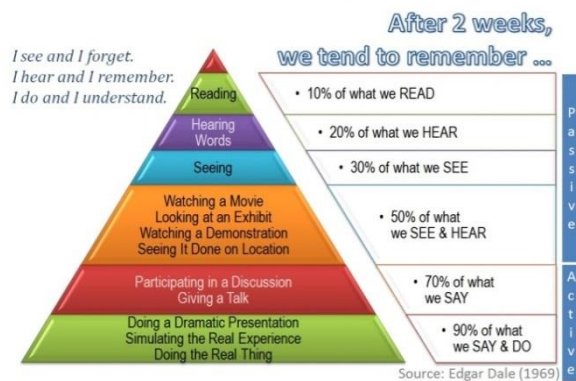 After 2 weeks,
we tend to remember ...
I see and I forget.
I hear and I remember.
I do and I understand.
Reading
Hearing
Words
Seeing
Watching a Movie
Looking at an Exhibit
Watching a Demonstration
Seeing It Done on Location
Participating in a Discussion
Giving a Talk
Doing a Dramatic Presentation
Simulating the Real Experience
Doing the Real Thing
• 10% of what we READ
• 20% of what we HEAR
• 30% of what we SEE
• 50% of what
we SEE & HEAR
• 70% of what
we SAY
• 90% of what
we SAY & DO
Passive
Active
Source: Edgar Dale (1969)